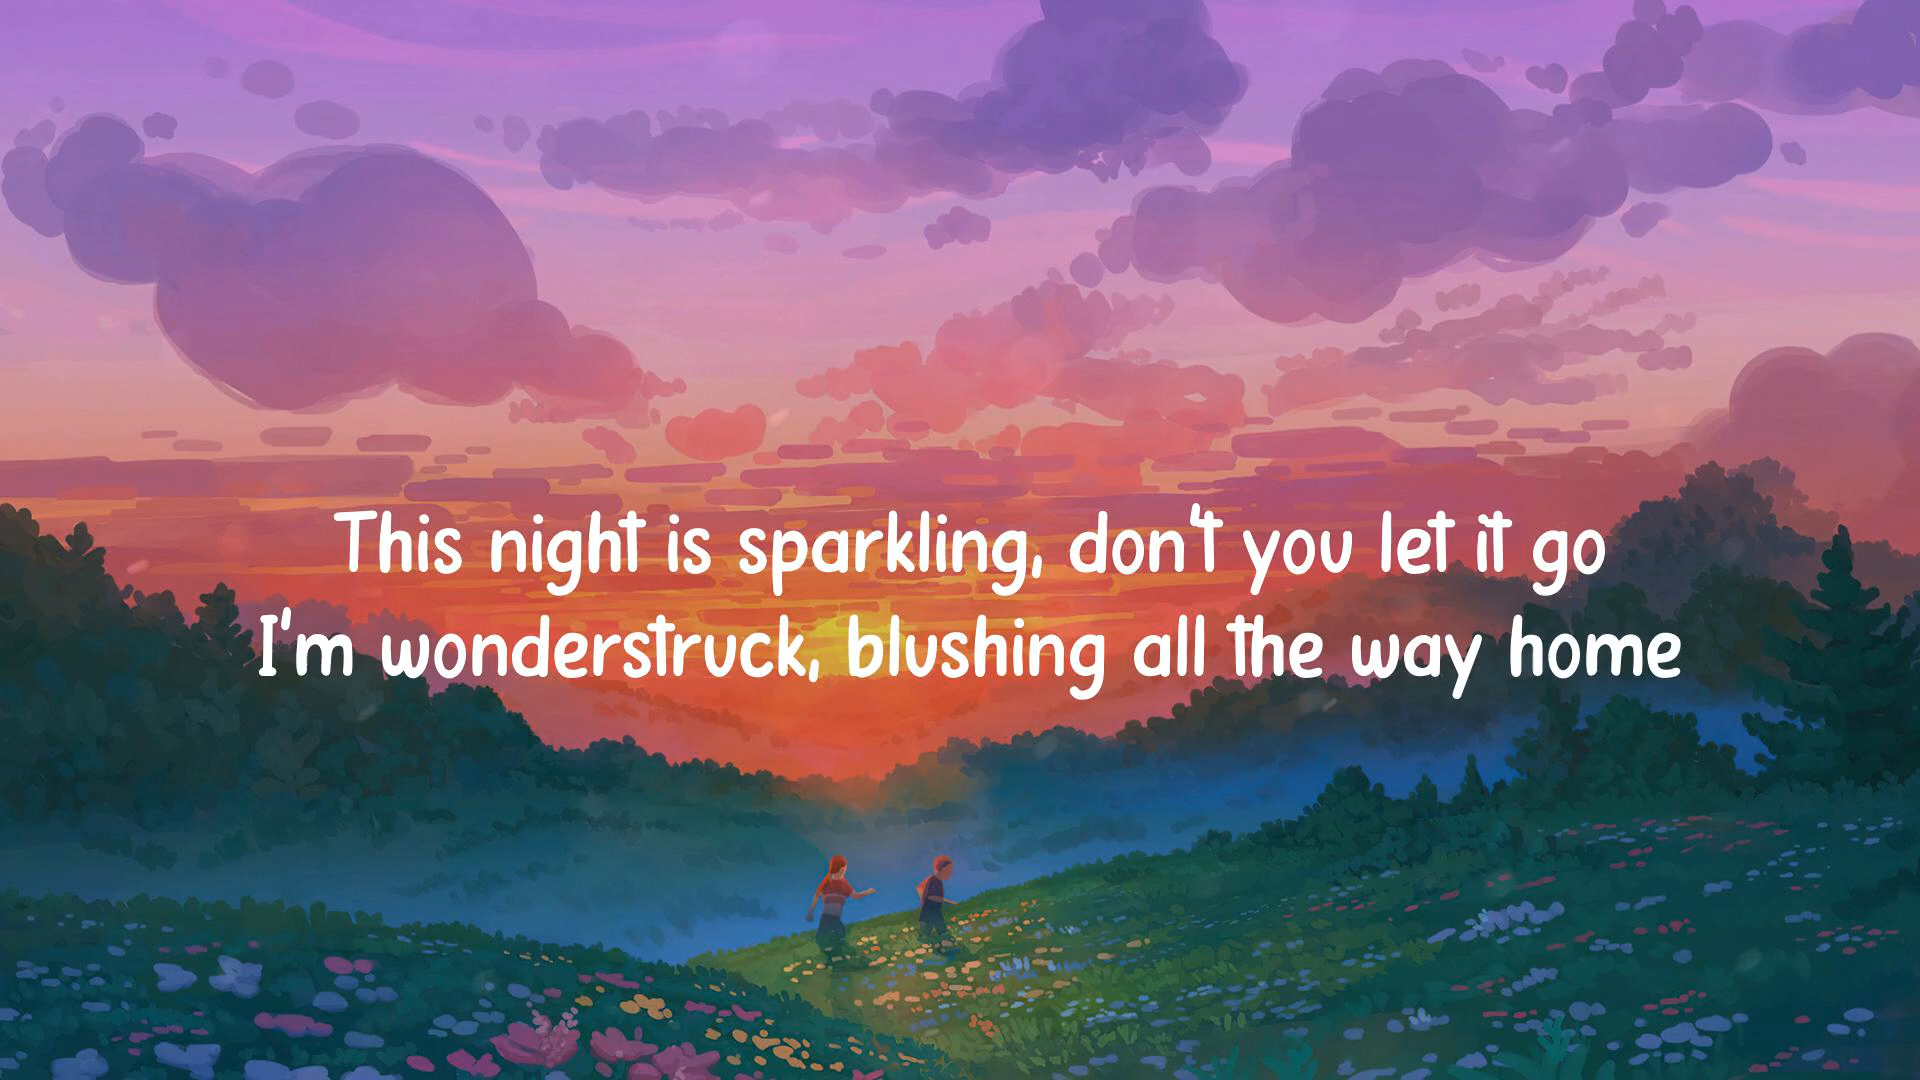 This night is sparkling, don't you let it go
I'm wonderstruck, blushing all the way home